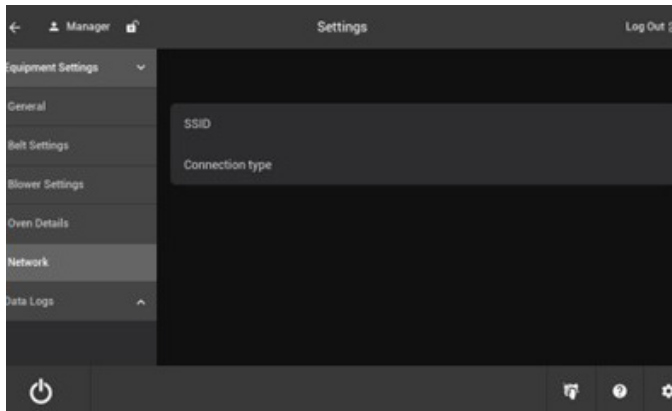 Manager
Settings
Log Out
Equipment Settings
General
Belt Settings
Blower Settings
Oven Details
Network
Data Logs
SSID
Connection type
?